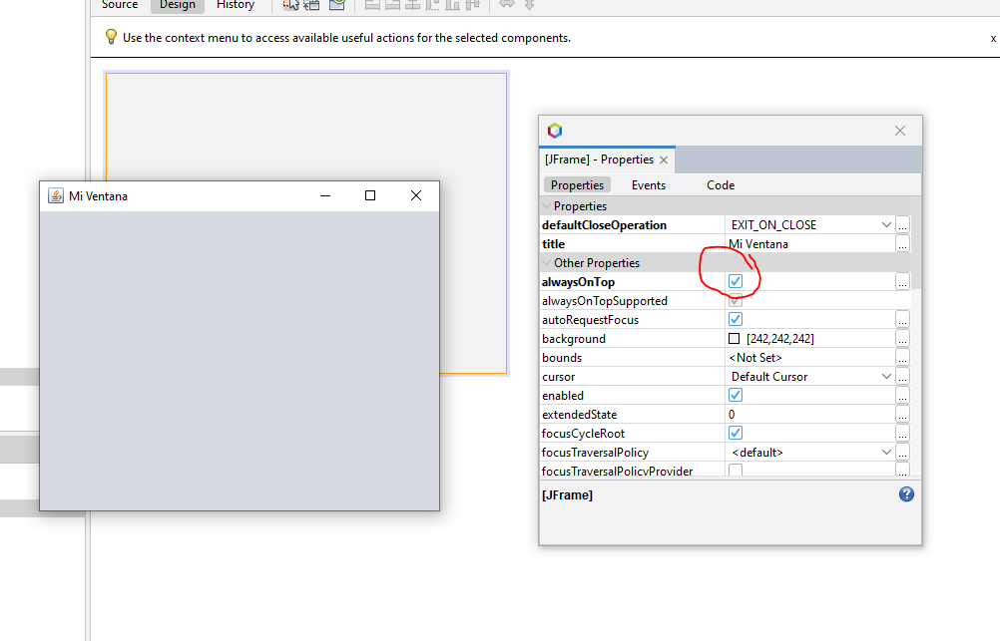 Source Design History
Use the context menu to access available useful actions for the selected components. x
[JFrame] - Properties
Properties Events Code
Properties
defaultCloseOperation EXIT_ON_CLOSE ...
title Mi Ventana ...
Other Properties
alwaysOnTop ...
alwaysOnTopSupported
autoRequestFocus ...
background [242,242,242] ...
bounds <Not Set> ...
cursor Default Cursor ...
enabled ...
extendedState 0 ...
focusCycleRoot ...
focusTraversalPolicy <default> ...
focusTraversalPolicyProvider ...
[JFrame] ?
Mi Ventana